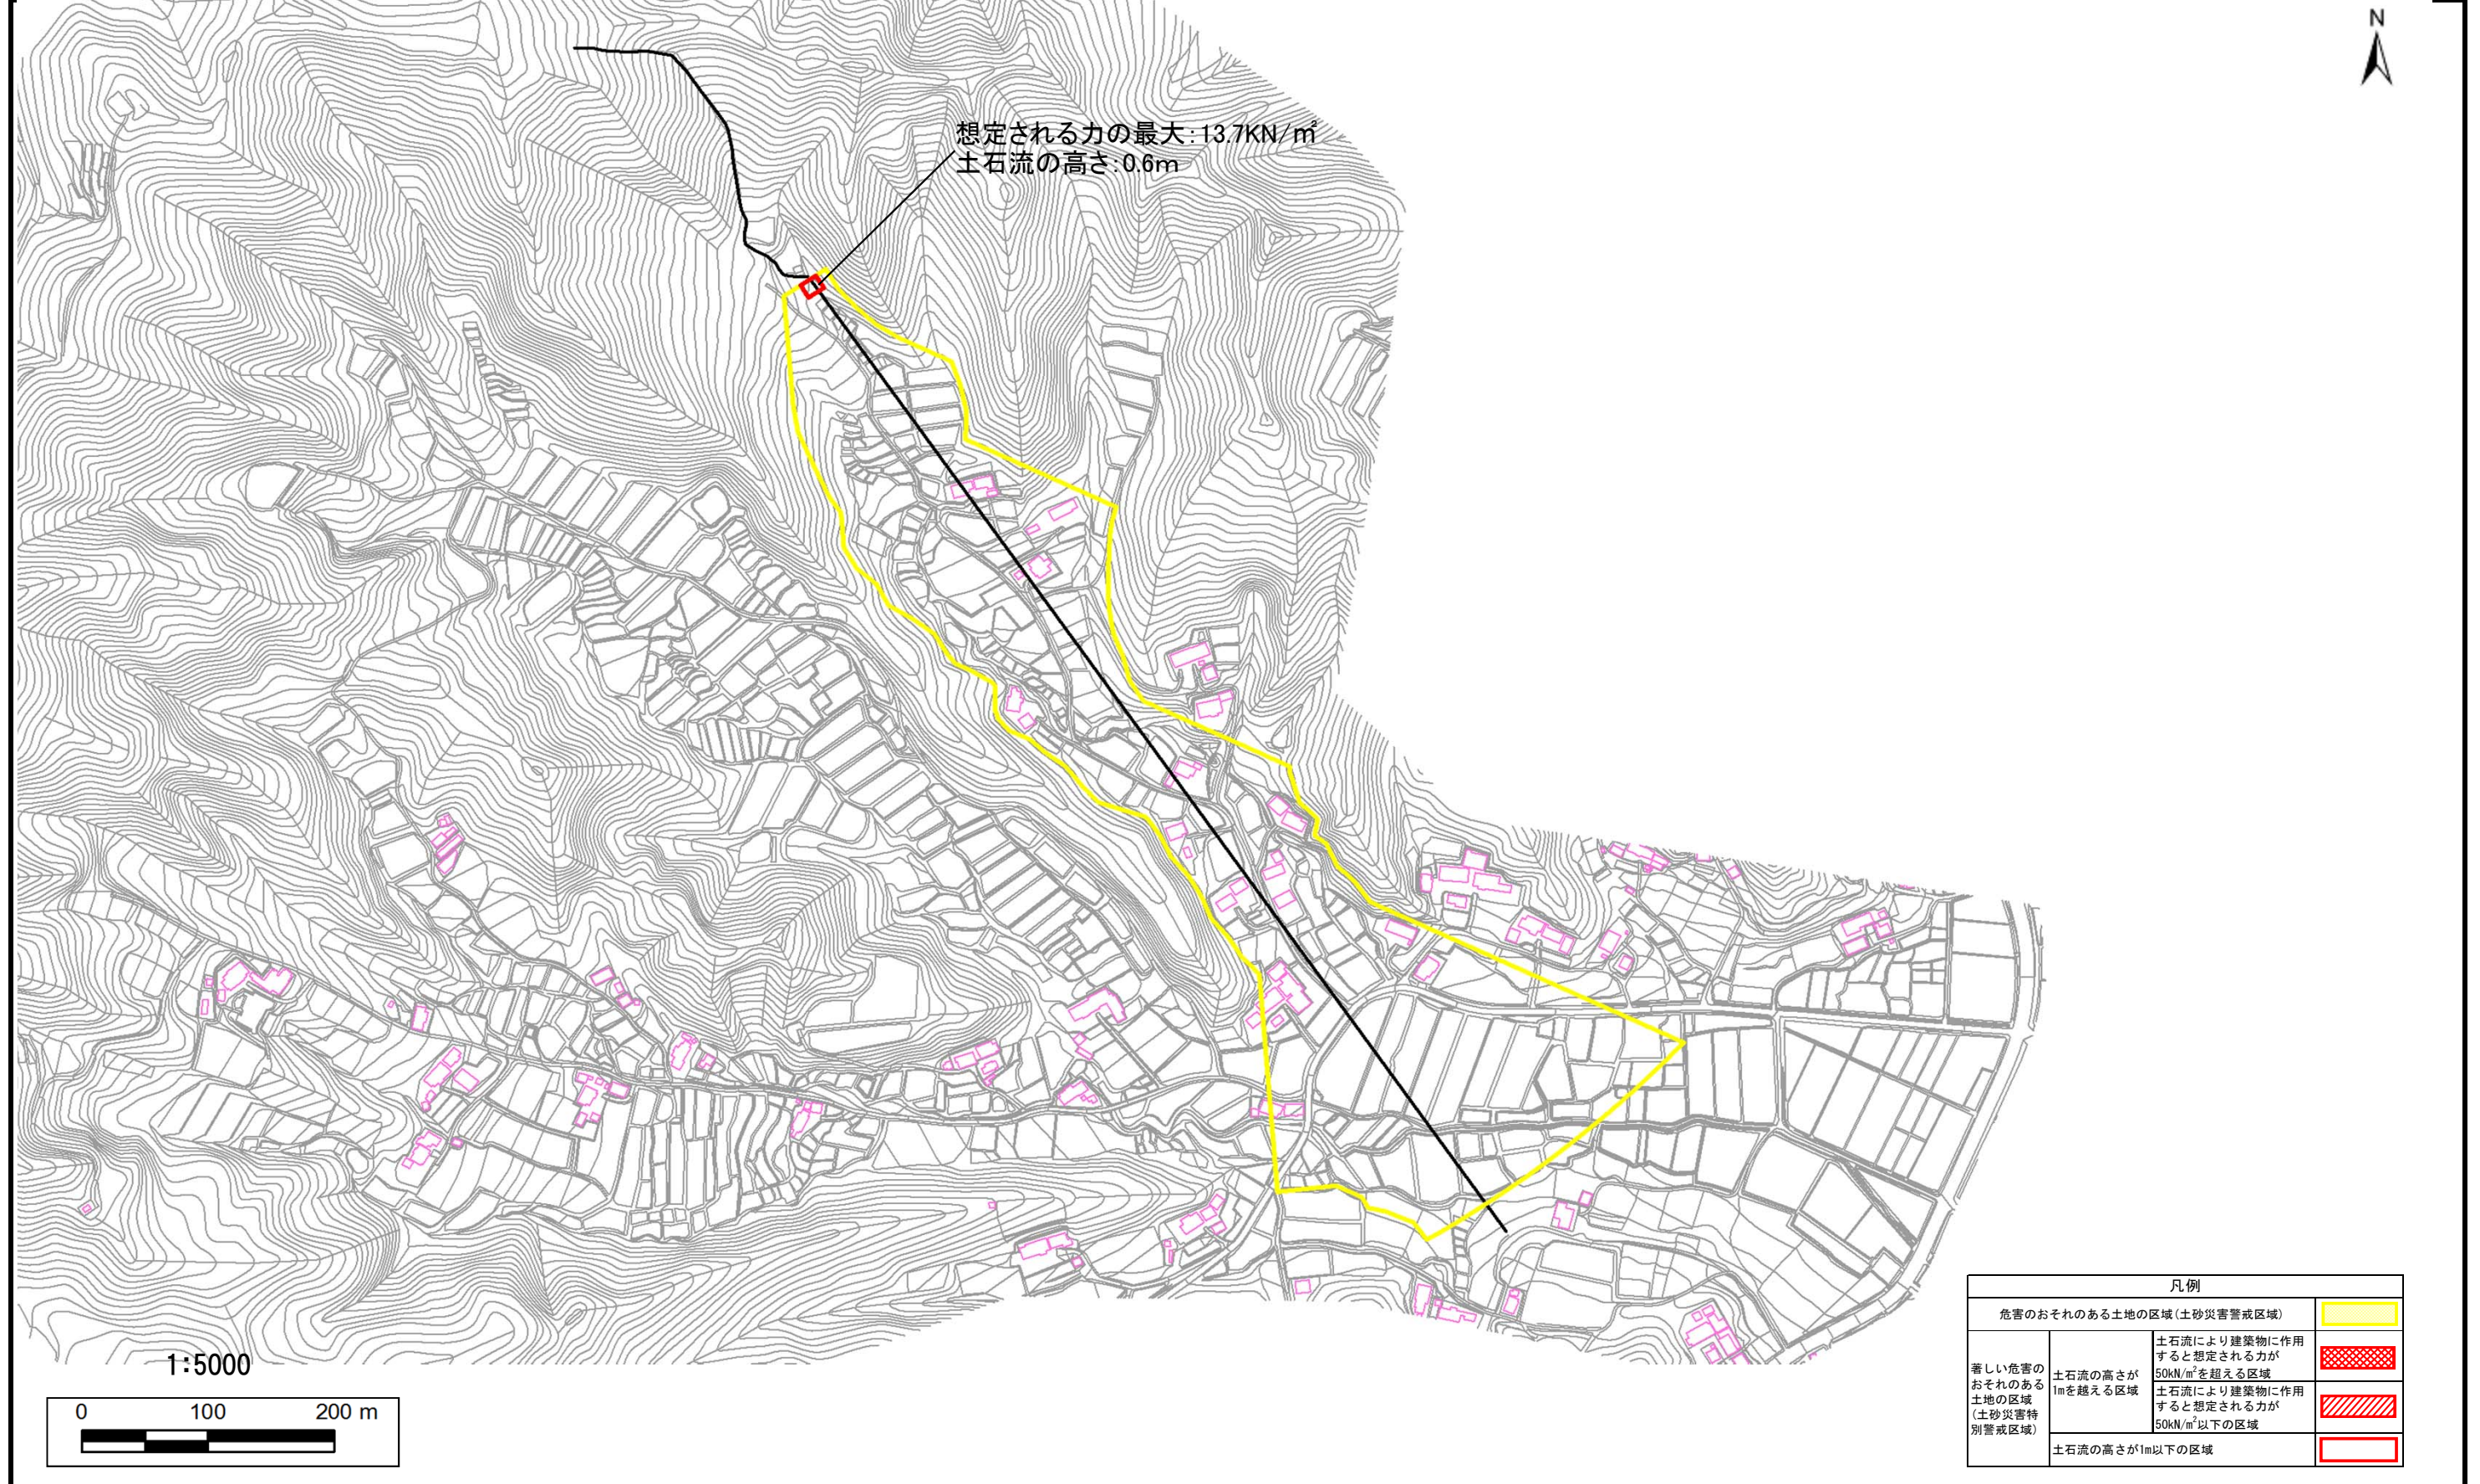 N
想定される力の最大:13.7KN/㎡
土石流の高さ:0.6m
1:5000
0 100 200 m
凡例
危害のおそれのある土地の区域(土砂災害警戒区域)
著しい危害の
おそれのある
土地の区域
(土砂災害特
別警戒区域)
土石流の高さが
1mを越える区域
土石流により建築物に作用
すると想定される力が
50kN/㎡を超える区域
土石流により建築物に作用
すると想定される力が
50kN/㎡以下の区域
土石流の高さが1m以下の区域